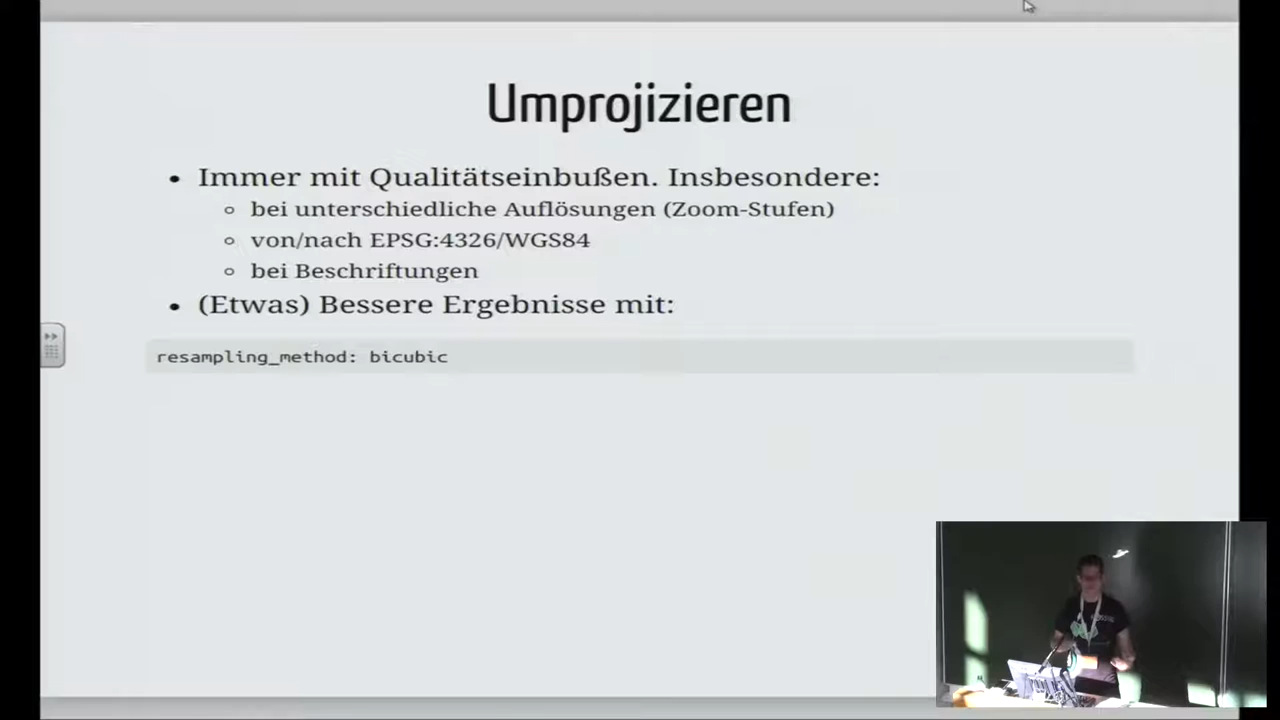 Umprojizieren
Immer mit Qualitätseinbußen. Insbesondere:
bei unterschiedliche Auflösungen (Zoom-Stufen)
von/nach EPSG:4326/WGS84
bei Beschriftungen
(Etwas) Bessere Ergebnisse mit:
resampling_method: bicubic